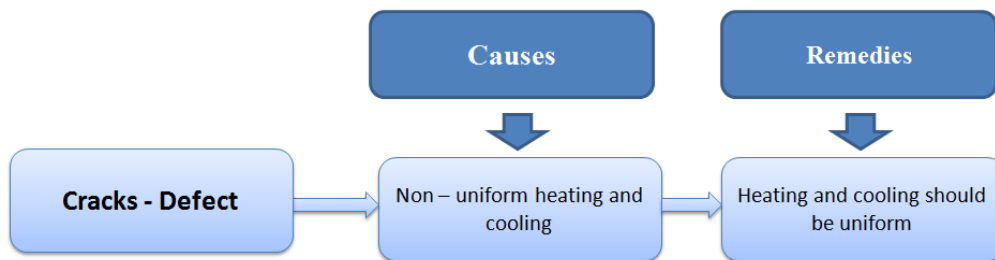 Causes
Remedies
Cracks - Defect
Non – uniform heating and
cooling
Heating and cooling should
be uniform